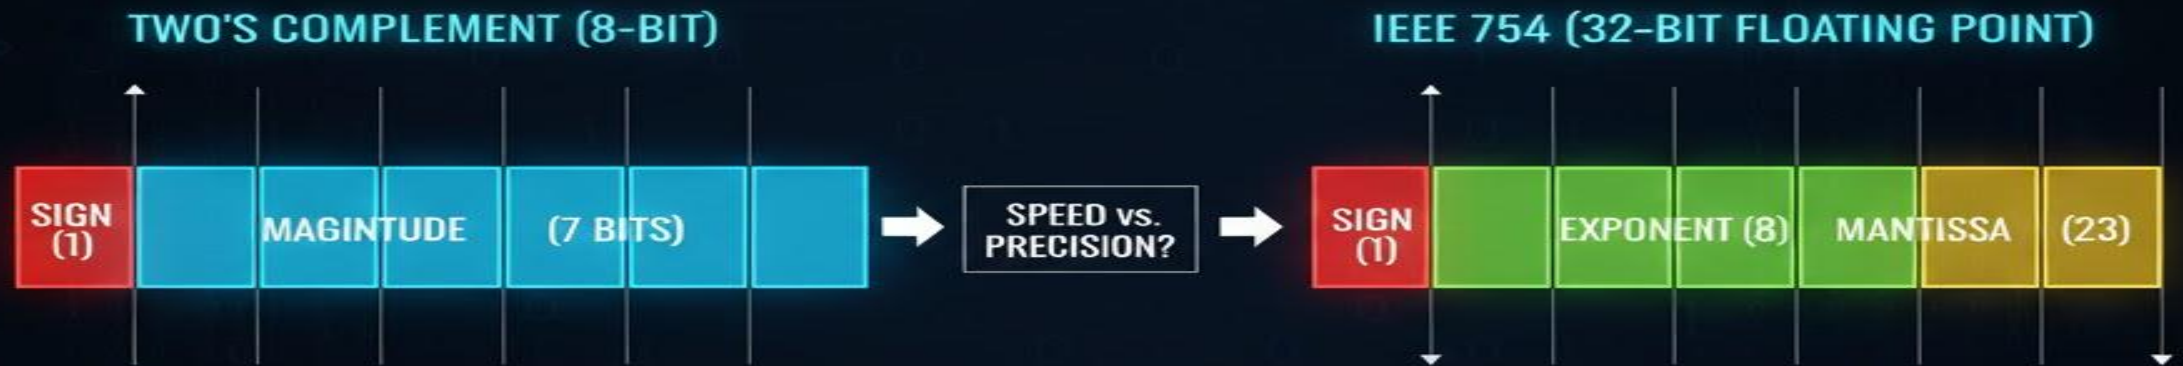 TWO'S COMPLEMENT (8-BIT)
SIGN
(1)
MAGINTUDE (7 BITS)
SPEED vs.
PRECISION?
IEEE 754 (32-BIT FLOATING POINT)
SIGN
(1)
EXPONENT (8) MANTISSA (23)